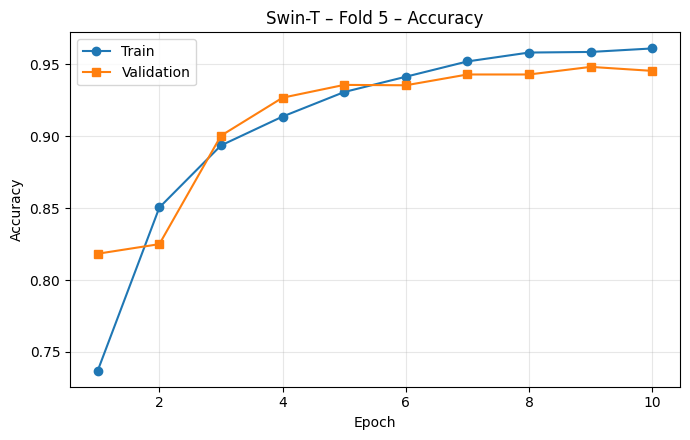 Swin-T – Fold 5 – Accuracy
Train
Validation
Accuracy
0.95
0.90
0.85
0.80
0.75
2 4 6 8 10
Epoch